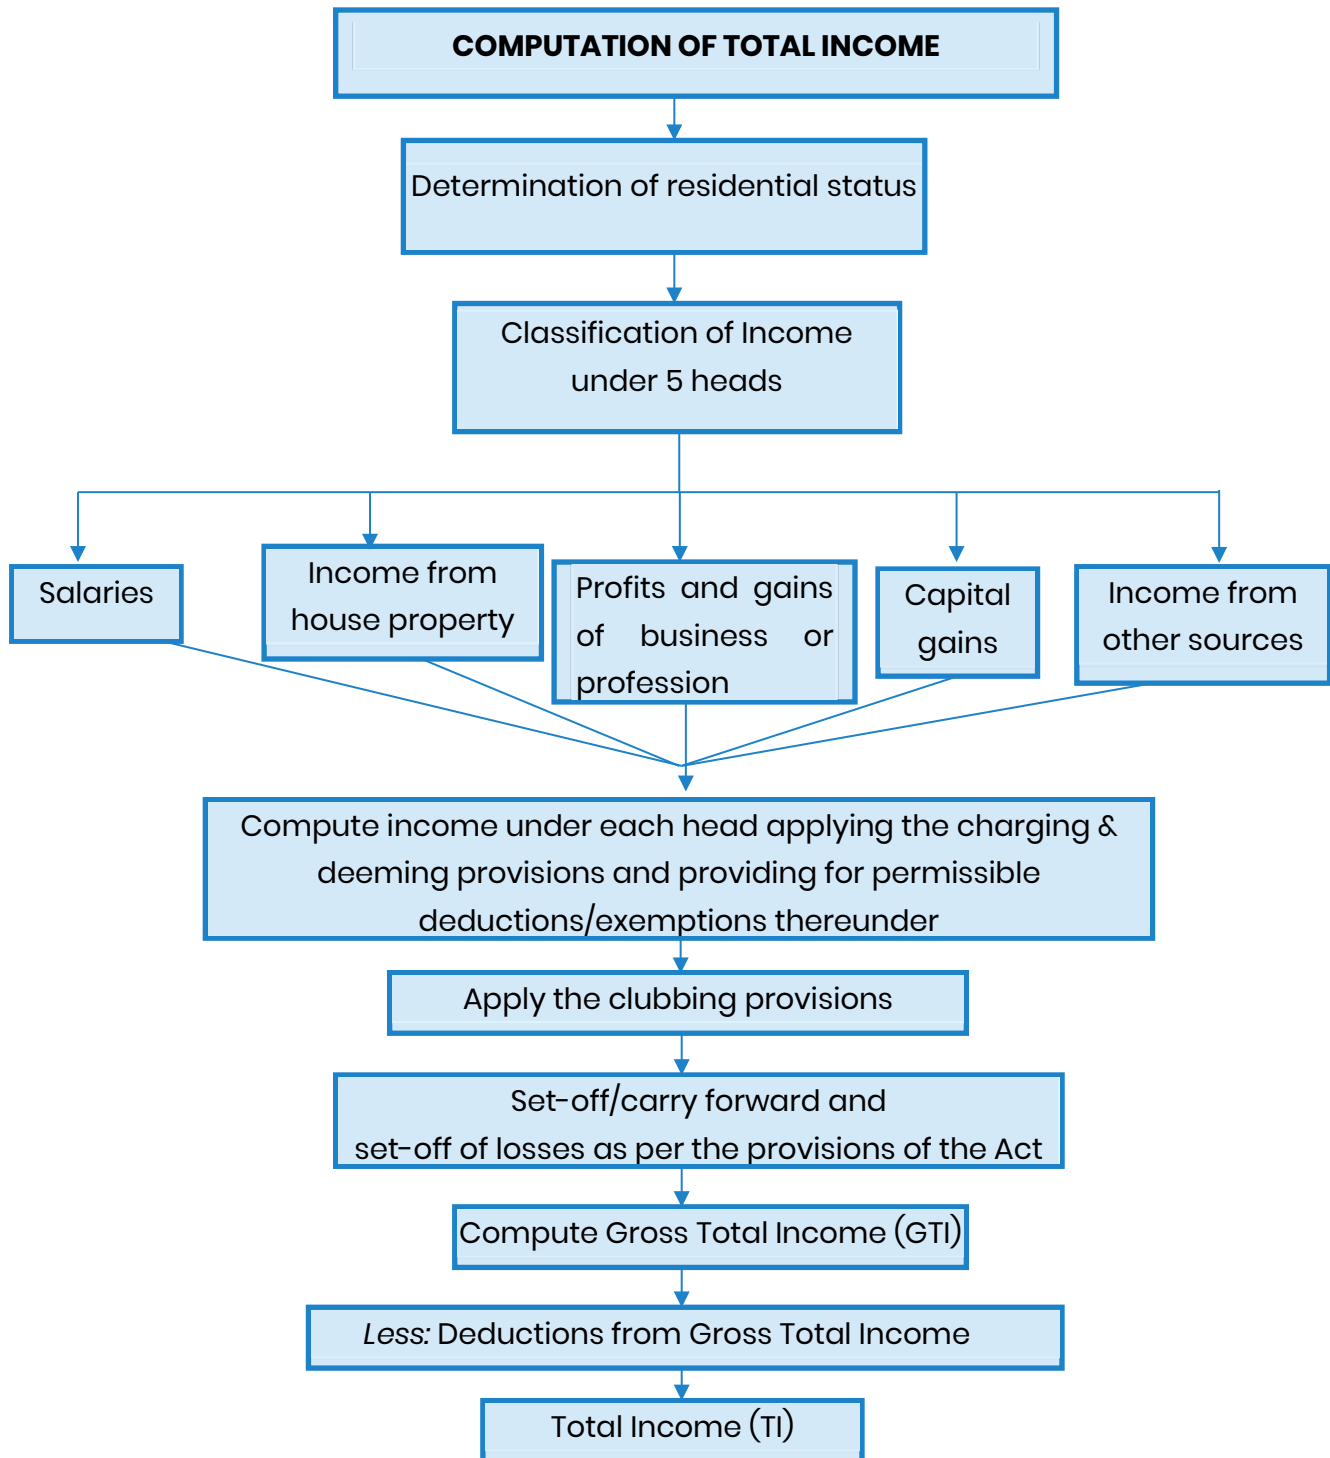 COMPUTATION OF TOTAL INCOME
Determination of residential status
Classification of Income
under 5 heads
Salaries
Income from
house property
Profits and gains
of business or
profession
Capital
gains
Income from
other sources
Compute income under each head applying the charging &
deeming provisions and providing for permissible
deductions/exemptions thereunder
Apply the clubbing provisions
Set-off/carry forward and
set-off of losses as per the provisions of the Act
Compute Gross Total Income (GTI)
Less: Deductions from Gross Total Income
Total Income (TI)